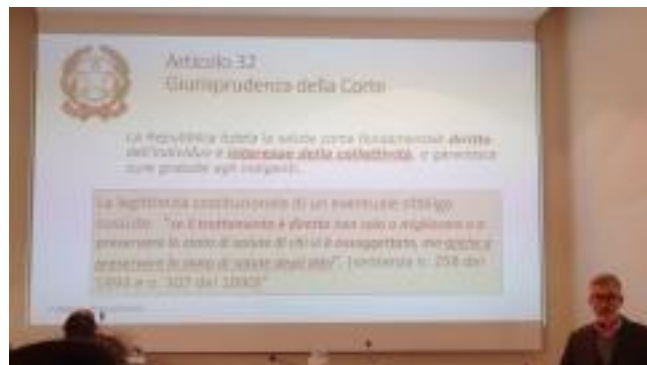 Articolo 32
Giurisprudenza della Corte
La Repubblica tutela la salute come fondamentale diritto
dell'individuo e interesse della collettività, e garantisce
cure gratuite agli indigenti.
La legittimità costituzionale di un eventuale obbligo
sussiste "se il trattamento è diretto non solo a migliorare o a
preservare lo stato di salute di chi vi è assoggettato, ma anche a
preservare lo stato di salute degli altri". (sentenze n. 258 del
1994 e n. 307 del 1990)"